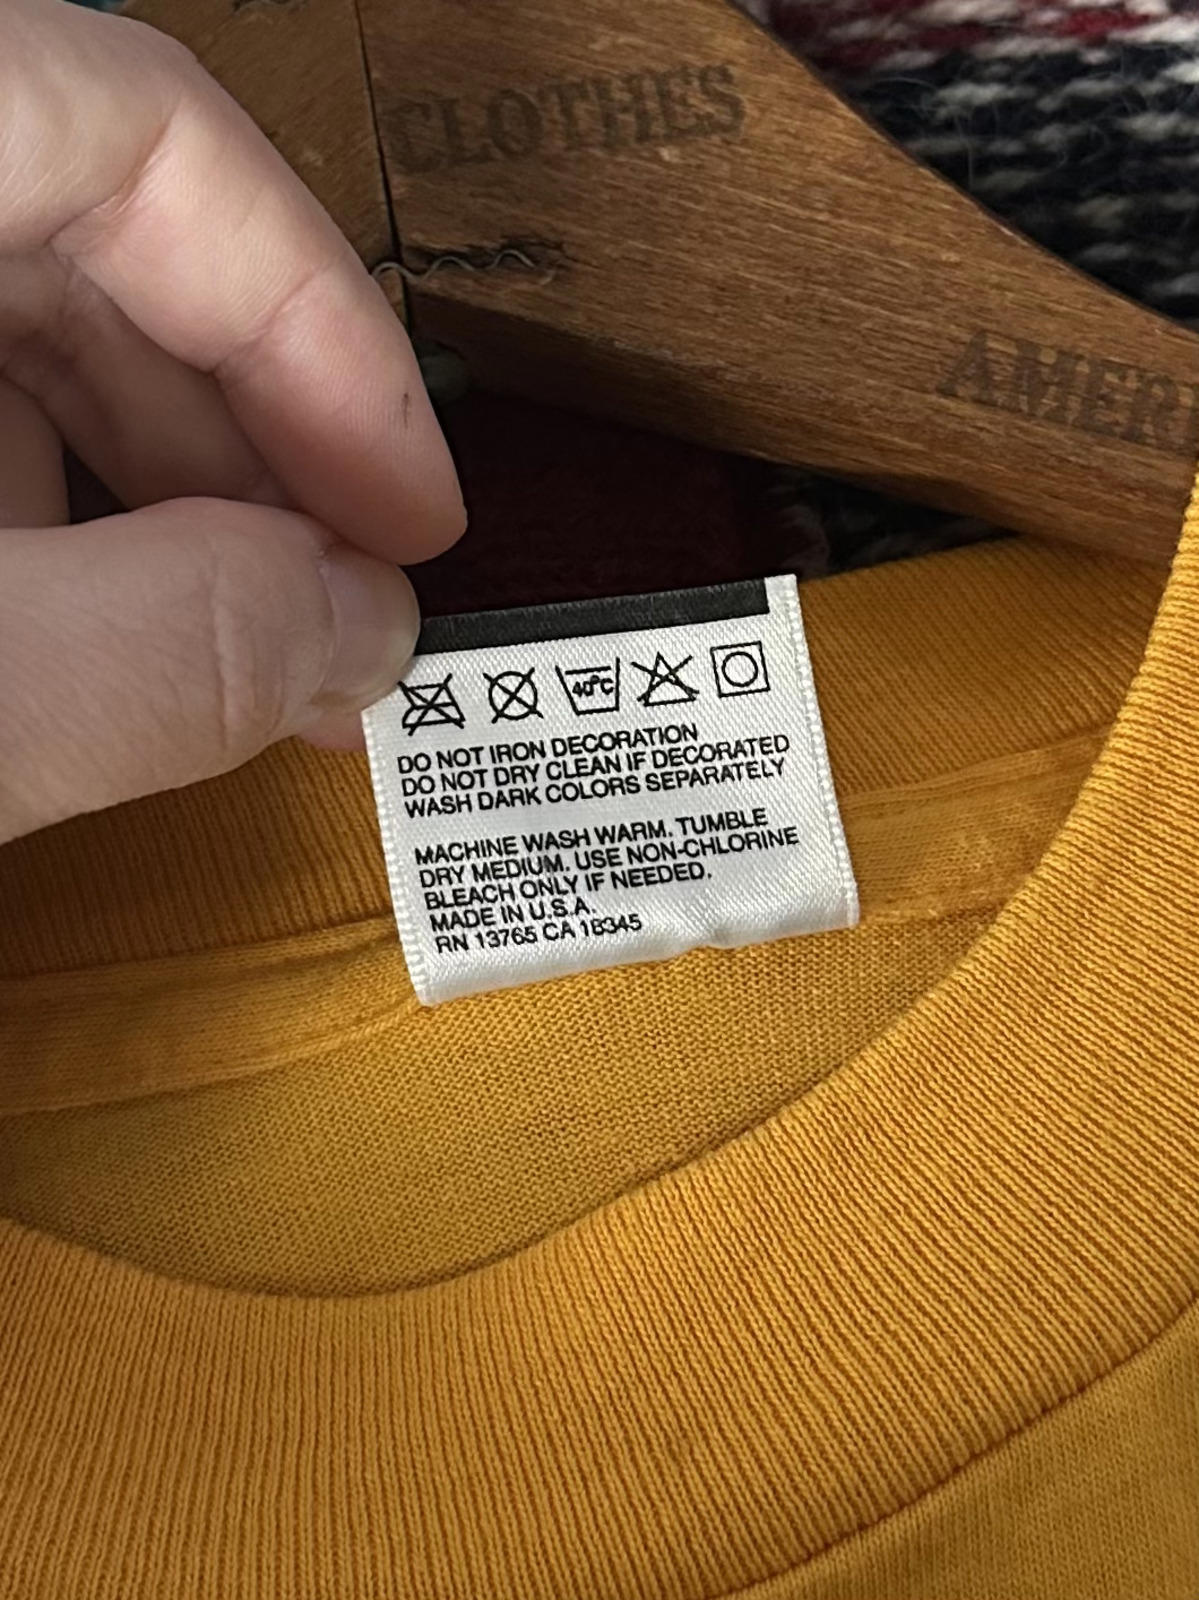 CLOTHES
AMERI
40°C
DO NOT IRON DECORATION
DO NOT DRY CLEAN IF DECORATED
WASH DARK COLORS SEPARATELY
MACHINE WASH WARM. TUMBLE
DRY MEDIUM. USE NON-CHLORINE
BLEACH ONLY IF NEEDED.
MADE IN U.S.A.
RN 13765 CA 18345